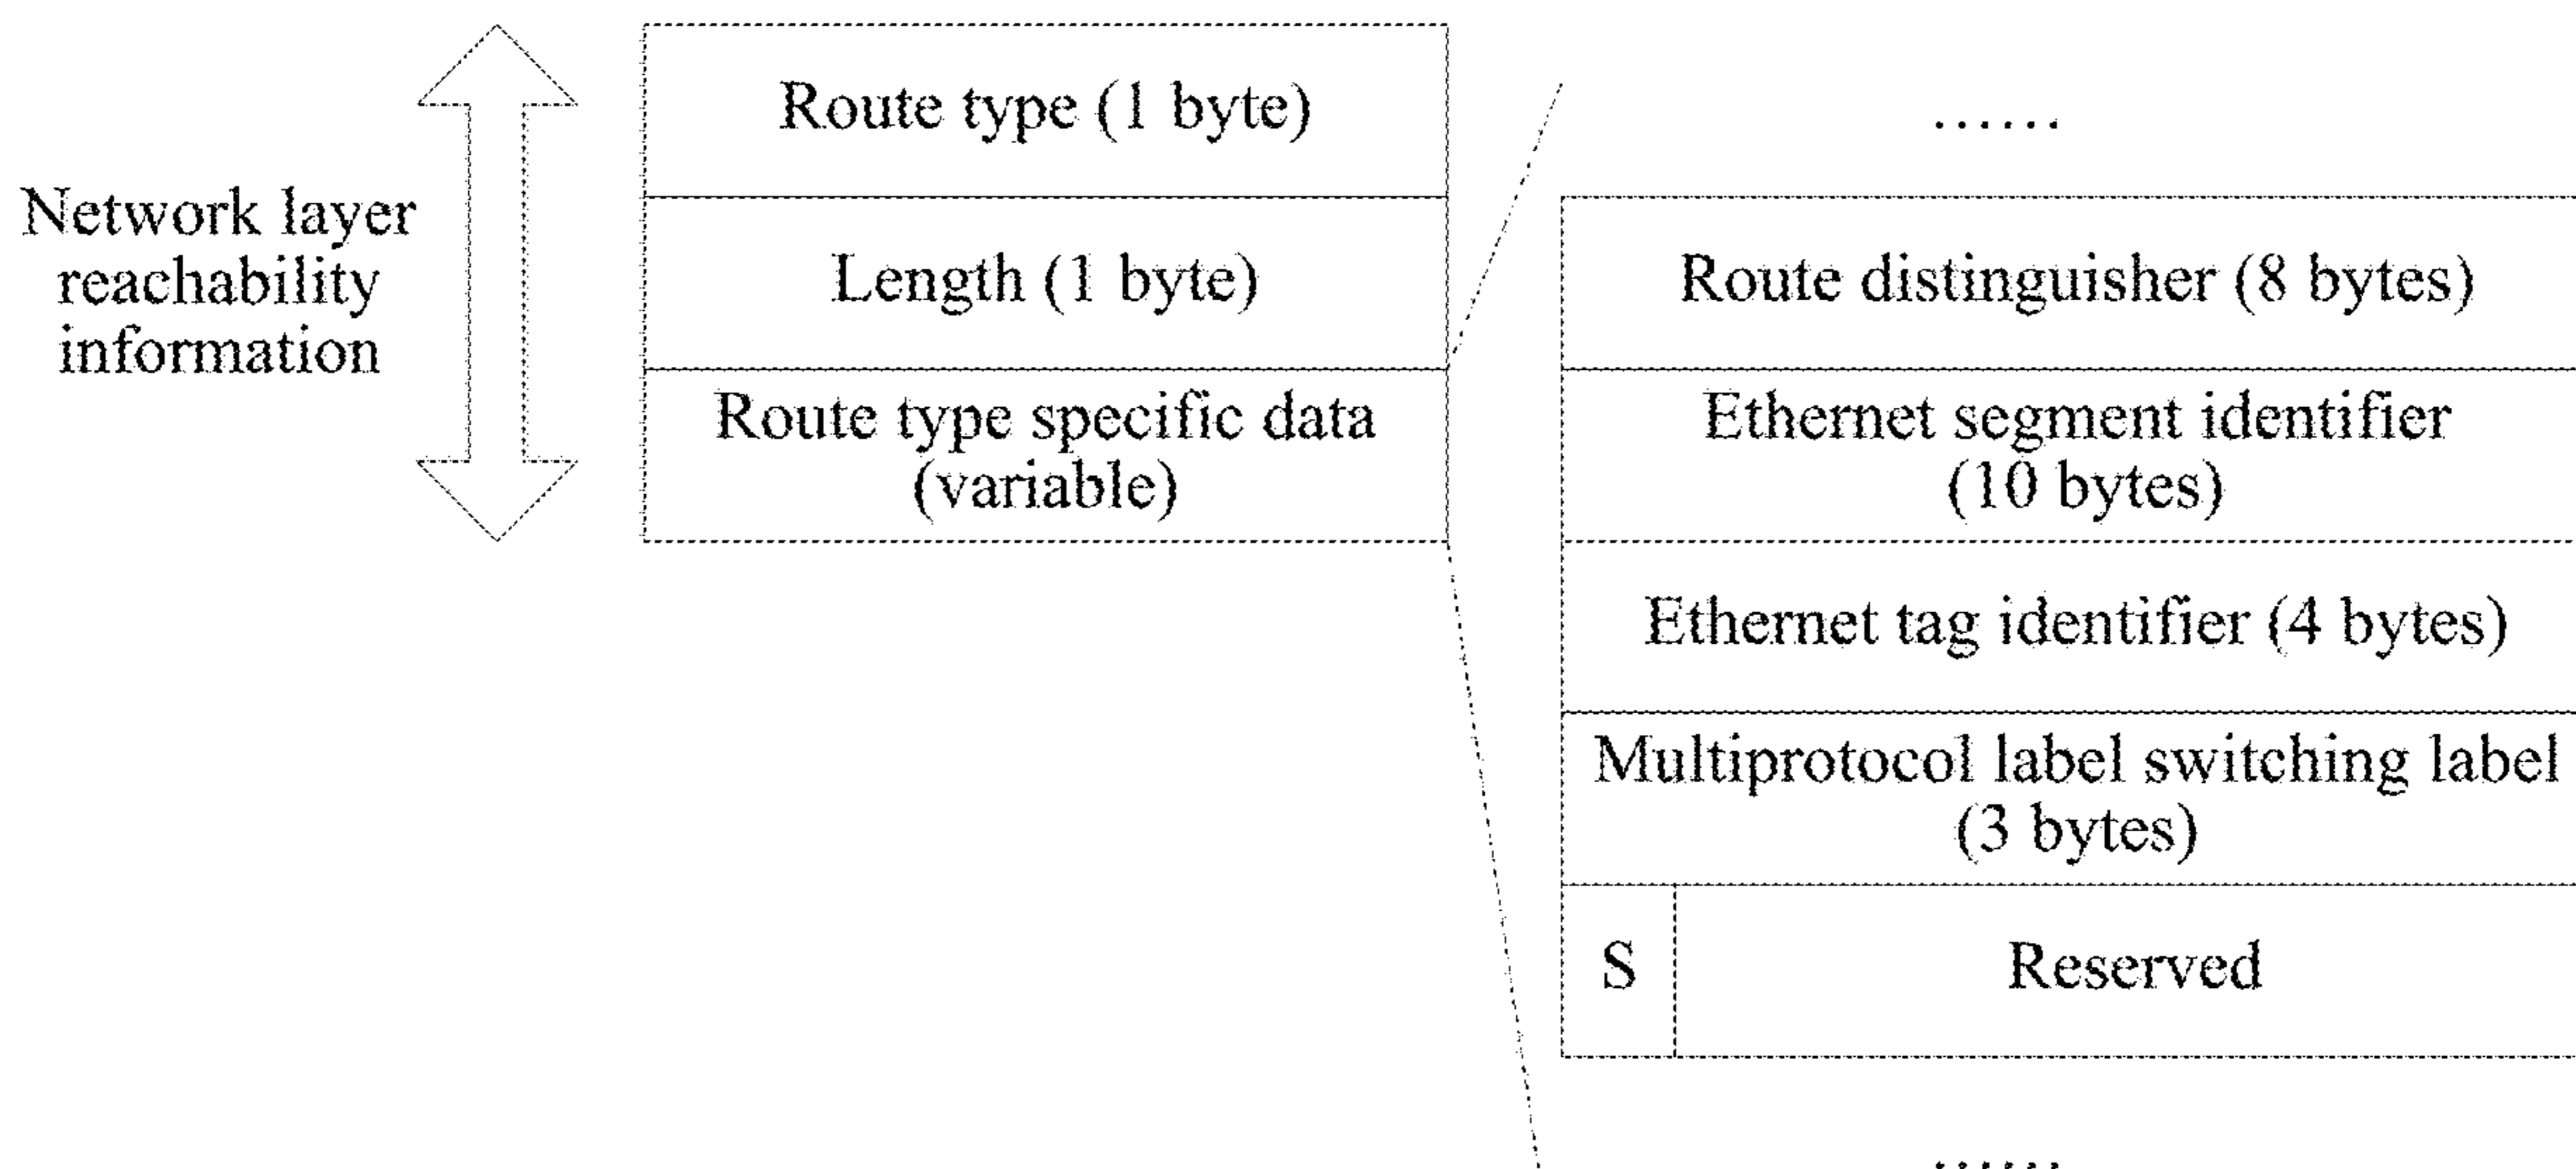 Network layer
reachability
information
Route type (1 byte)
Length (1 byte)
Route type specific data
(variable)
......
Route distinguisher (8 bytes)
Ethernet segment identifier
(10 bytes)
Ethernet tag identifier (4 bytes)
Multiprotocol label switching label
(3 bytes)
S
Reserved
......